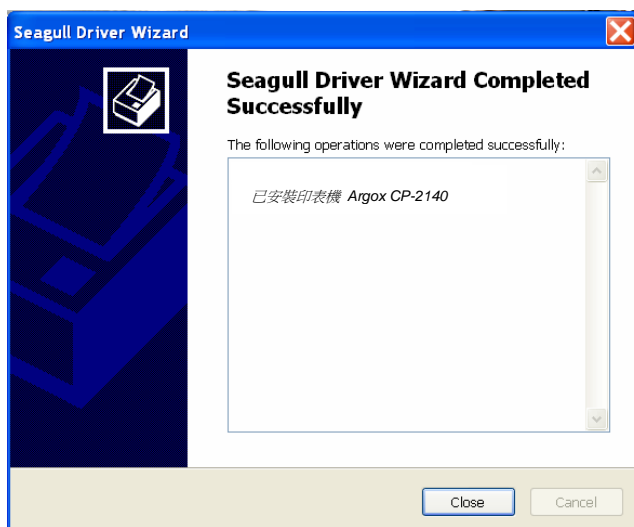 Seagull Driver Wizard
Seagull Driver Wizard Completed
Successfully
The following operations were completed successfully:
已安裝印表機 Argox CP-2140
Close
Cancel